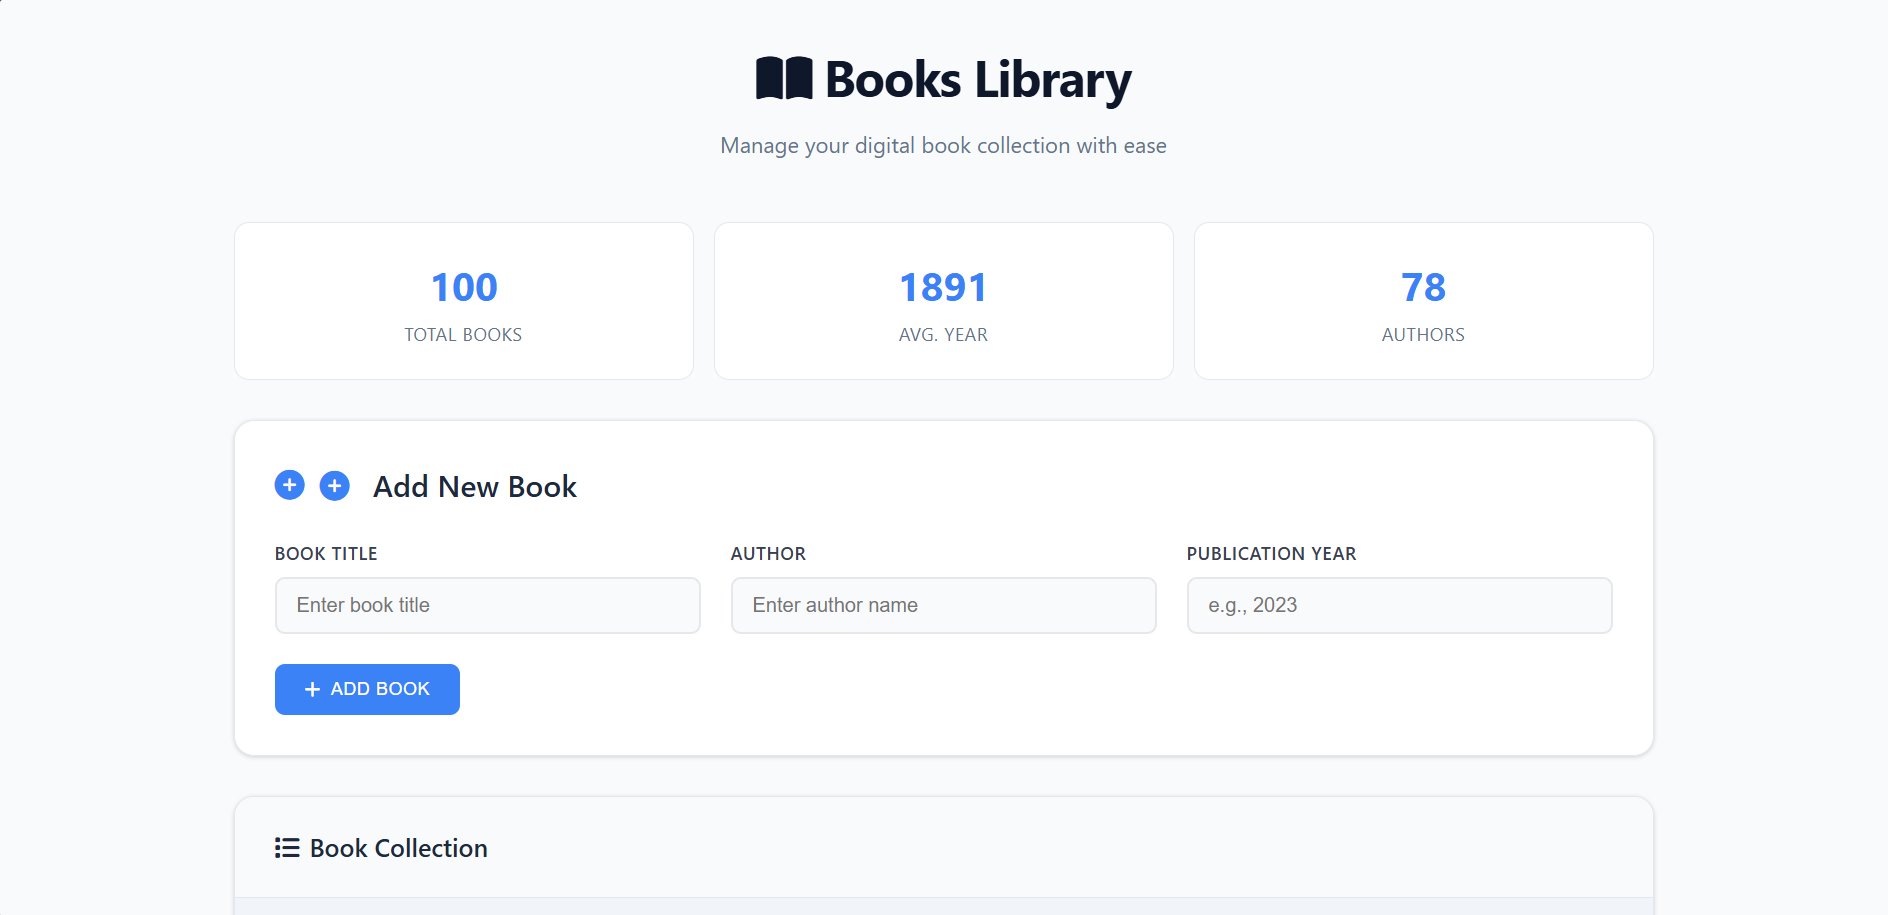 Books Library
Manage your digital book collection with ease
100
TOTAL BOOKS
1891
AVG. YEAR
78
AUTHORS
Add New Book
BOOK TITLE
Enter book title
AUTHOR
Enter author name
PUBLICATION YEAR
e.g., 2023
+ ADD BOOK
Book Collection